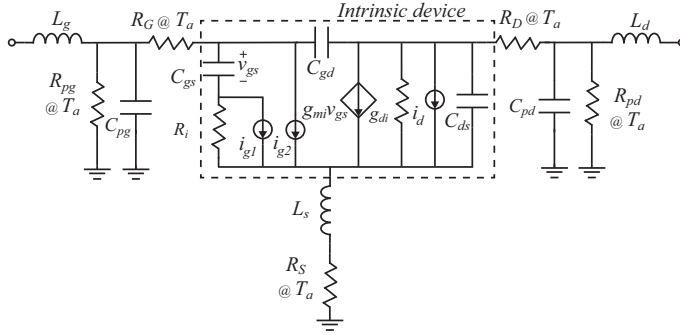 Intrinsic device
L_g
R_G @ T_a
R_D @ T_a
L_d
R_pg
@ T_a
C_pg
C_gs
+
v_gs
−
C_gd
R_i
i_g1
i_g2
g_mi v_gs
g_di
i_d
C_ds
C_pd
R_pd
@ T_a
L_s
R_S
@ T_a